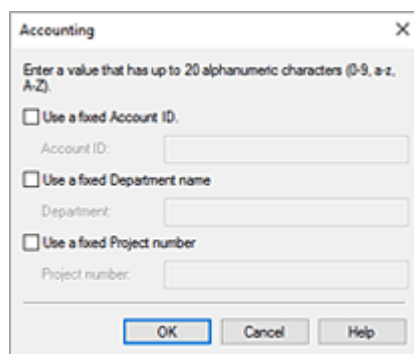 Accounting
Enter a value that has up to 20 alphanumeric characters (0-9, a-z,
A-Z).
Use a fixed Account ID.
Account ID:
Use a fixed Department name
Department:
Use a fixed Project number
Project number:
OK Cancel Help